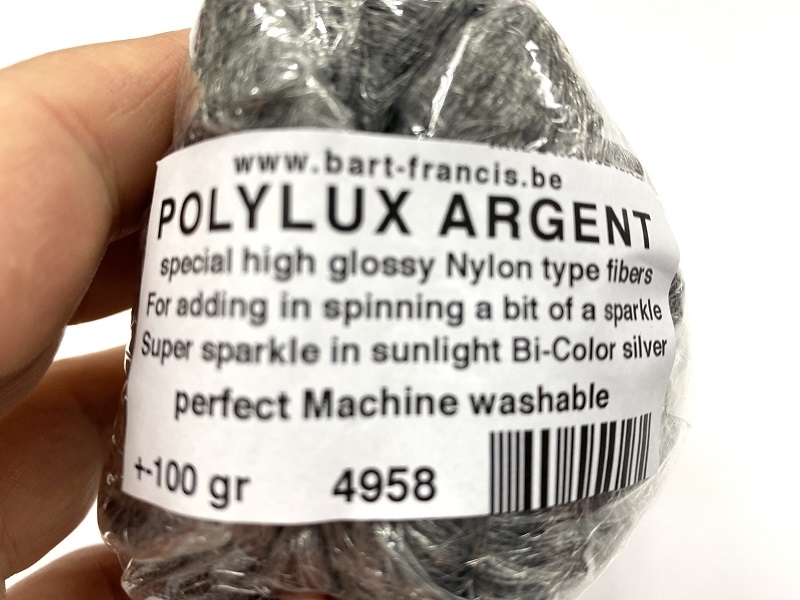 www.bart-francis.be
POLYLUX ARGENT
special high glossy Nylon type fibers
For adding in spinning a bit of a sparkle
Super sparkle in sunlight Bi-Color silver
perfect Machine washable
+-100 gr 4958